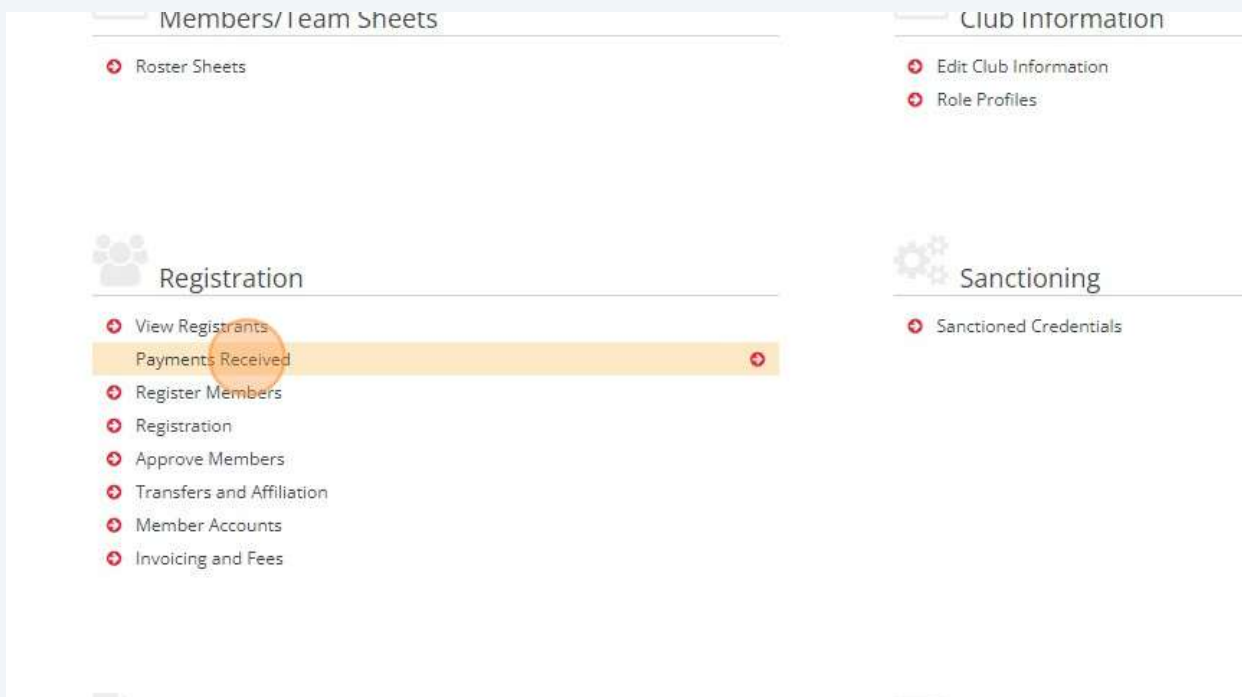 Members/Team Sheets
Roster Sheets
Club Information
Edit Club Information
Role Profiles
Registration
View Registrants
Payments Received
Register Members
Registration
Approve Members
Transfers and Affiliation
Member Accounts
Invoicing and Fees
Sanctioning
Sanctioned Credentials